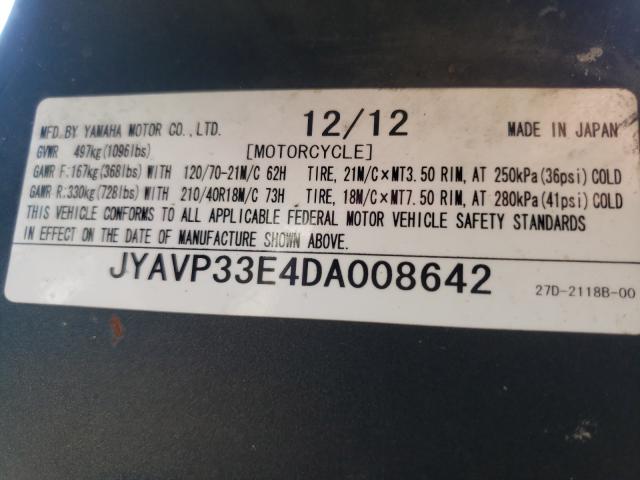 MFD.BY YAMAHA MOTOR CO.,LTD. 12/12 MADE IN JAPAN
GVWR 497kg(1096lbs) [MOTORCYCLE]
GAWR F:167kg(368lbs)WITH 120/70-21M/C 62H TIRE, 21M/C×MT3.50 RIM, AT 250kPa(36psi)COLD
GAWR R:330kg(728lbs)WITH 210/40R18M/C 73H TIRE, 18M/C×MT7.50 RIM, AT 280kPa(41psi)COLD
THIS VEHICLE CONFORMS TO ALL APPLICABLE FEDERAL MOTOR VEHICLE SAFETY STANDARDS
IN EFFECT ON THE DATE OF MANUFACTURE SHOWN ABOVE.
JYAVP33E4DA008642 27D-2118B-00